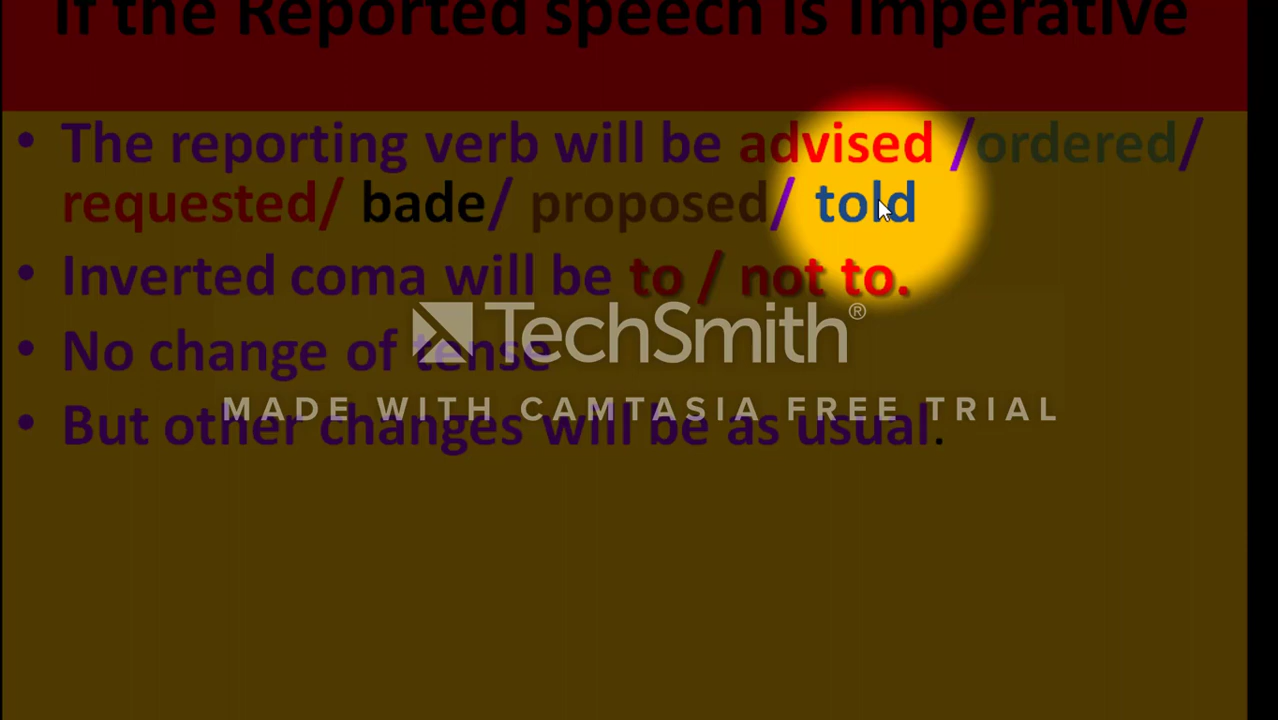 If the Reported speech is Imperative
• The reporting verb will be advised /ordered/
requested/ bade/ proposed/ told
• Inverted coma will be to / not to.
• No change of tense
• But other changes will be as usual.
TechSmith®
MADE WITH CAMTASIA FREE TRIAL